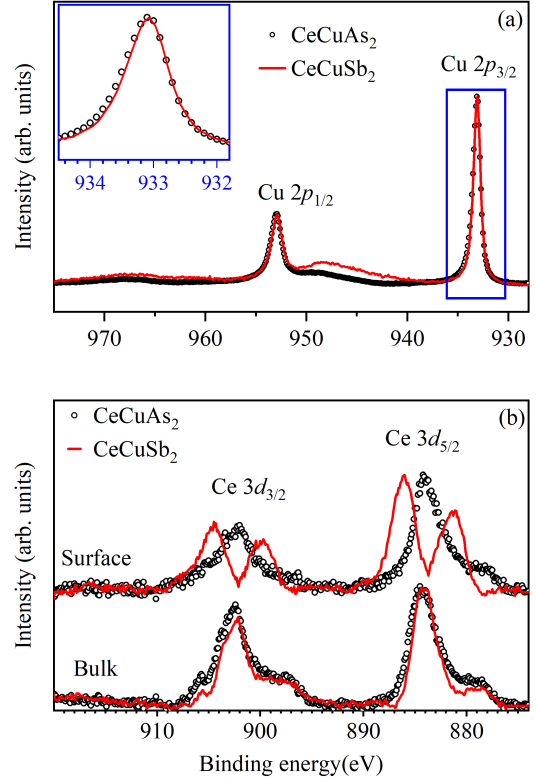 (a)
CeCuAs2
CeCuSb2
Cu 2p3/2
Cu 2p1/2
934 933 932
Intensity (arb. units)
970 960 950 940 930
(b)
CeCuAs2
CeCuSb2
Ce 3d5/2
Ce 3d3/2
Surface
Bulk
Intensity (arb. units)
910 900 890 880
Binding energy(eV)